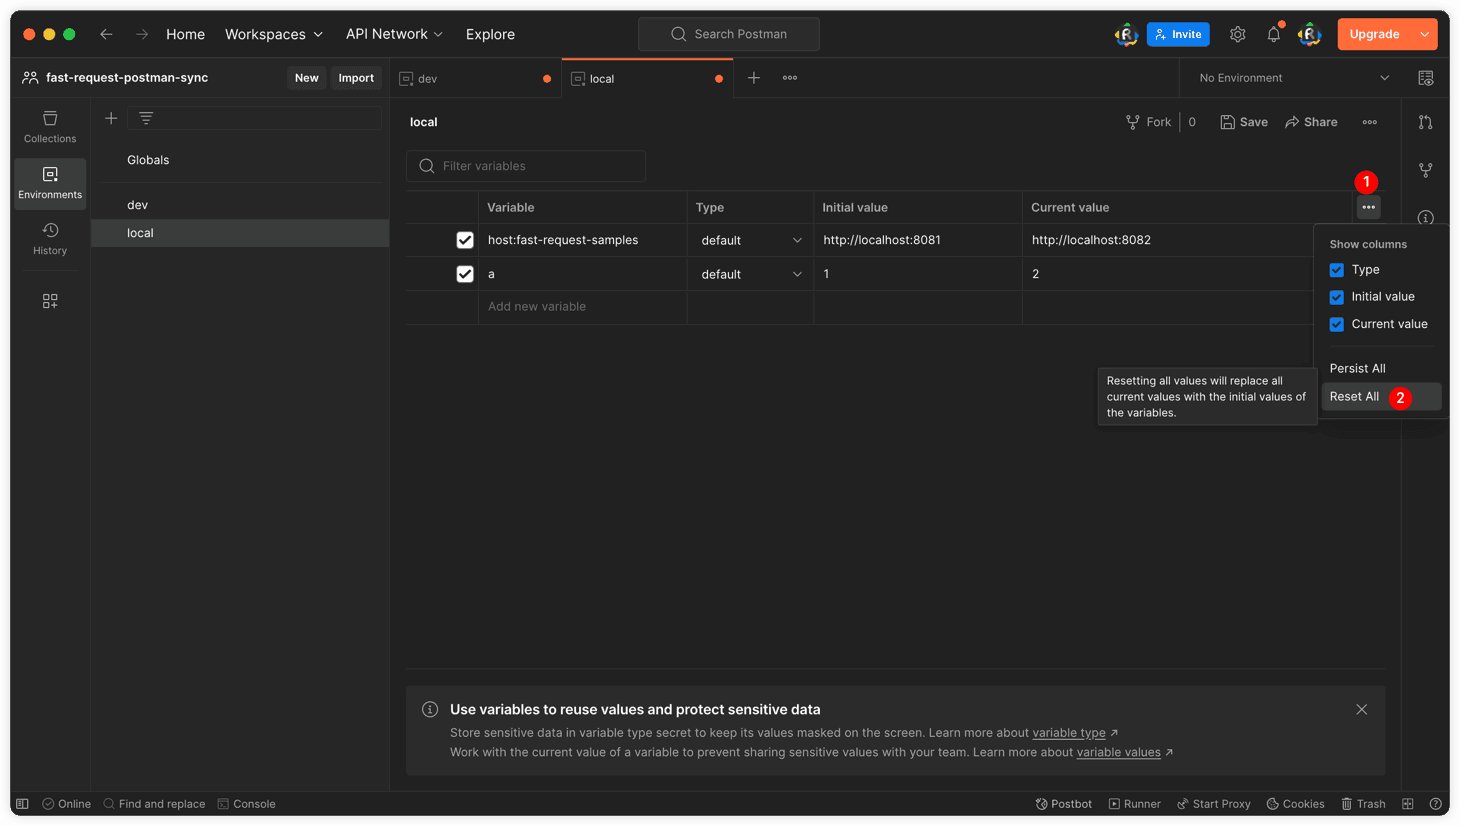 Home
Workspaces
API Network
Explore
Search Postman
Invite
Upgrade
fast-request-postman-sync
New
Import
dev
local
No Environment
Collections
Environments
History
Globals
dev
local
local
Fork
0
Save
Share
Filter variables
1
Variable
Type
Initial value
Current value
host:fast-request-samples
default
http://localhost:8081
http://localhost:8082
a
default
1
2
Add new variable
Show columns
Type
Initial value
Current value
Persist All
Reset All
2
Resetting all values will replace all
current values with the initial values of
the variables.
Use variables to reuse values and protect sensitive data
Store sensitive data in variable type secret to keep its values masked on the screen. Learn more about variable type ↗
Work with the current value of a variable to prevent sharing sensitive values with your team. Learn more about variable values ↗
Online
Find and replace
Console
Postbot
Runner
Start Proxy
Cookies
Trash